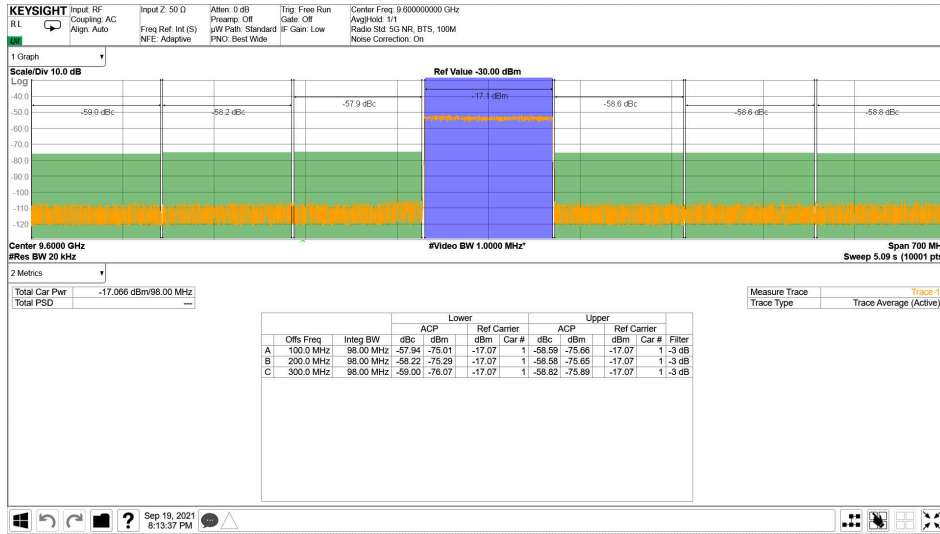 KEYSIGHT Input: RF Input Z: 50 Ω Atten: 0 dB Trig: Free Run Center Freq: 9.600000000 GHz
RL Coupling: AC Preamp: Off Gate: Off Avg|Hold: 1/1
Align: Auto Freq Ref: Int (S) µW Path: Standard IF Gain: Low Radio Std: 5G NR, BTS, 100M
NFE: Adaptive PNO: Best Wide Noise Correction: On
1 Graph
Scale/Div 10.0 dB Ref Value -30.00 dBm
Log
-40.0
-17.1 dBm
-57.9 dBc -58.6 dBc
-50.0 -59.0 dBc -58.2 dBc -58.6 dBc -58.8 dBc
-60.0
-70.0
-80.0
-90.0
-100
-110
-120
Center 9.6000 GHz #Video BW 1.0000 MHz* Span 700 MH
#Res BW 20 kHz Sweep 5.09 s (10001 pts
2 Metrics
Total Car Pwr -17.066 dBm/98.00 MHz Measure Trace Trace 1
Total PSD --- Trace Type Trace Average (Active)
Lower Upper
ACP Ref Carrier ACP Ref Carrier
Offs Freq Integ BW dBc dBm dBm Car # dBc dBm dBm Car # Filter
A 100.0 MHz 98.00 MHz -57.94 -75.01 -17.07 1 -58.59 -75.66 -17.07 1 -3 dB
B 200.0 MHz 98.00 MHz -58.22 -75.29 -17.07 1 -58.58 -75.65 -17.07 1 -3 dB
C 300.0 MHz 98.00 MHz -59.00 -76.07 -17.07 1 -58.82 -75.89 -17.07 1 -3 dB
? Sep 19, 2021
8:13:37 PM